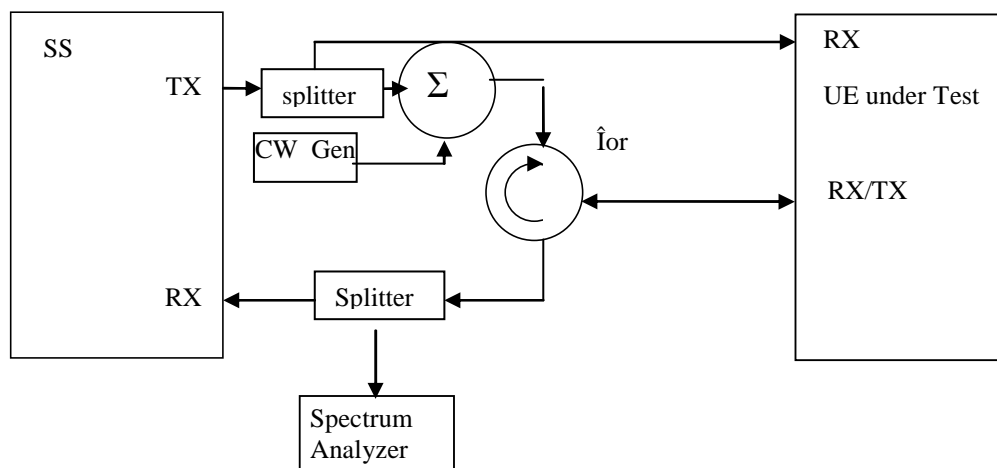 SS
RX
TX
splitter
Σ
UE under Test
CW Gen
Îor
RX/TX
RX
Splitter
Spectrum
Analyzer